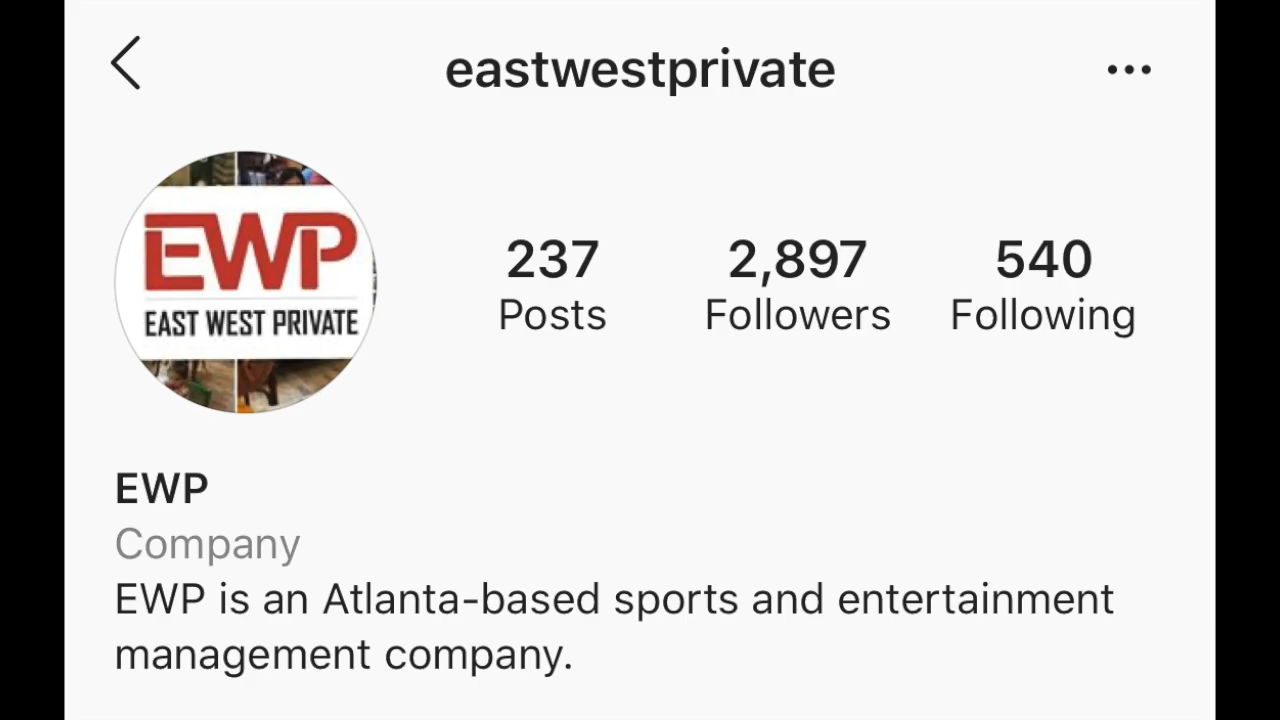 eastwestprivate
EWP
EAST WEST PRIVATE
237 2,897 540
Posts Followers Following
EWP
Company
EWP is an Atlanta-based sports and entertainment
management company.